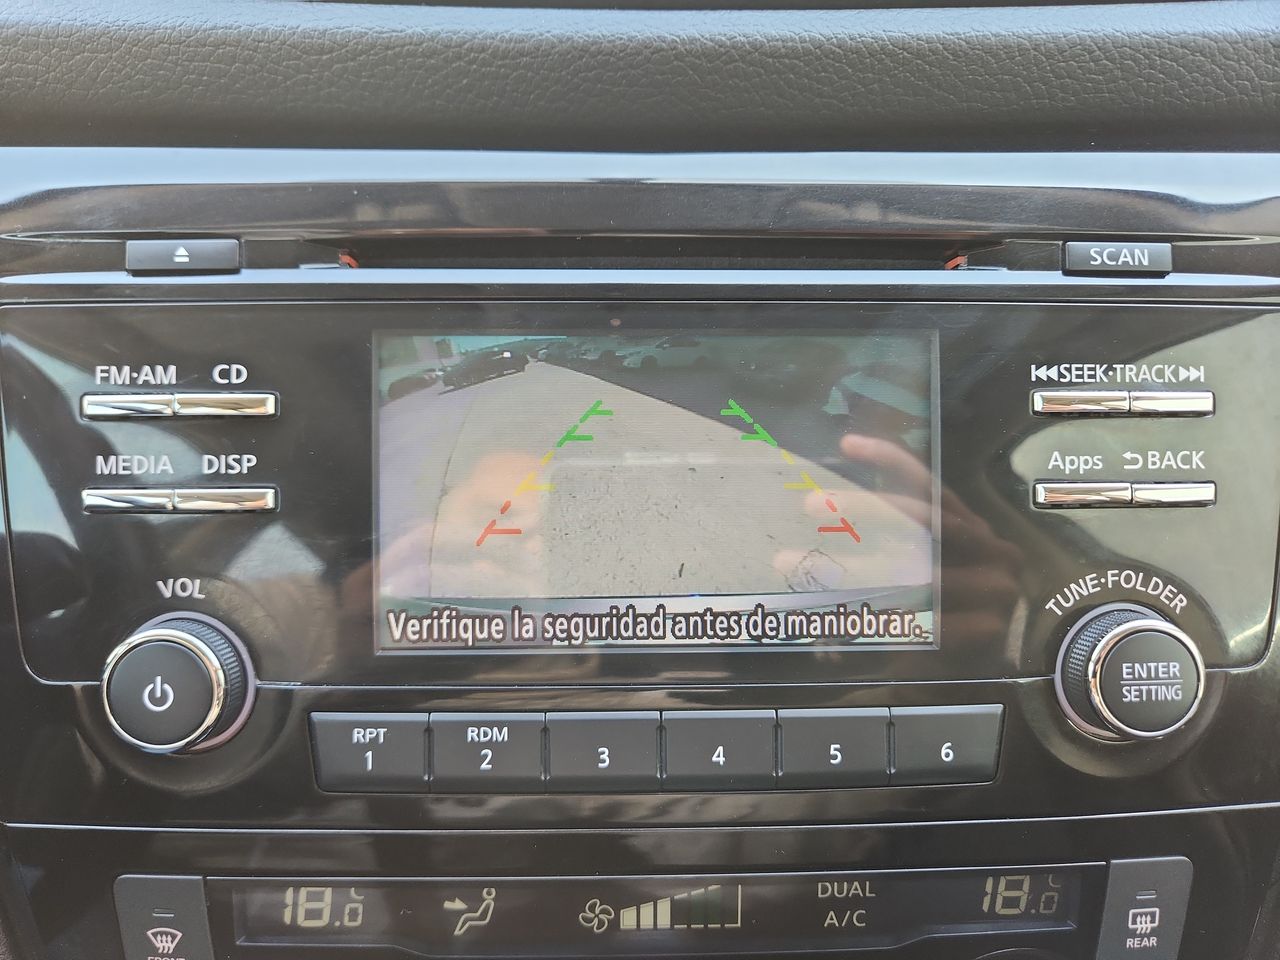 SCAN
FM·AM CD
SEEK·TRACK
MEDIA DISP
Apps BACK
VOL
TUNE·FOLDER
Verifique la seguridad antes de maniobrar.
ENTER
SETTING
RPT RDM
1 2 3 4 5 6
18.0 °C DUAL 18.0 °C
A/C
FRONT REAR